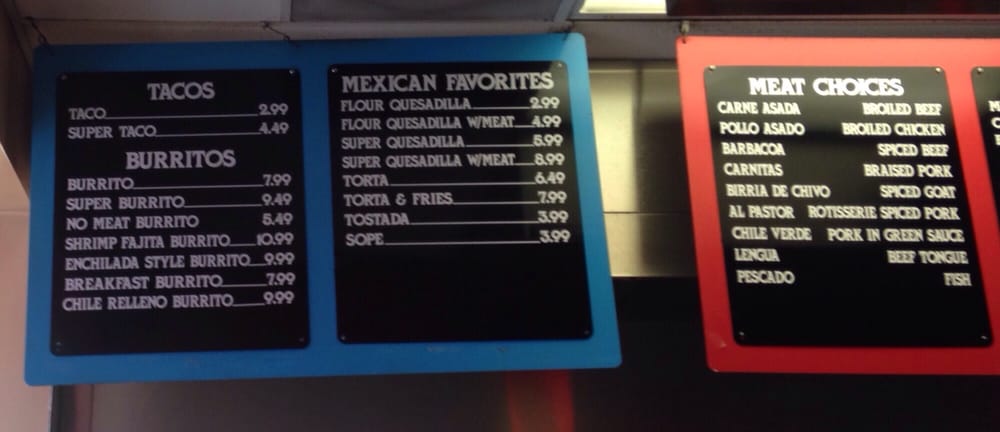 TACOS
TACO 2.99
SUPER TACO 4.49
BURRITOS
BURRITO 7.99
SUPER BURRITO 9.49
NO MEAT BURRITO 5.49
SHRIMP FAJITA BURRITO 10.99
ENCHILADA STYLE BURRITO 9.99
BREAKFAST BURRITO 7.99
CHILE RELLENO BURRITO 9.99
MEXICAN FAVORITES
FLOUR QUESADILLA 2.99
FLOUR QUESADILLA W/MEAT 4.99
SUPER QUESADILLA 5.99
SUPER QUESADILLA W/MEAT 8.99
TORTA 6.49
TORTA & FRIES 7.99
TOSTADA 3.99
SOPE 3.99
MEAT CHOICES
CARNE ASADA BROILED BEEF
POLLO ASADO BROILED CHICKEN
BARBACOA SPICED BEEF
CARNITAS BRAISED PORK
BIRRIA DE CHIVO SPICED GOAT
AL PASTOR ROTISSERIE SPICED PORK
CHILE VERDE PORK IN GREEN SAUCE
LENGUA BEEF TONGUE
PESCADO FISH